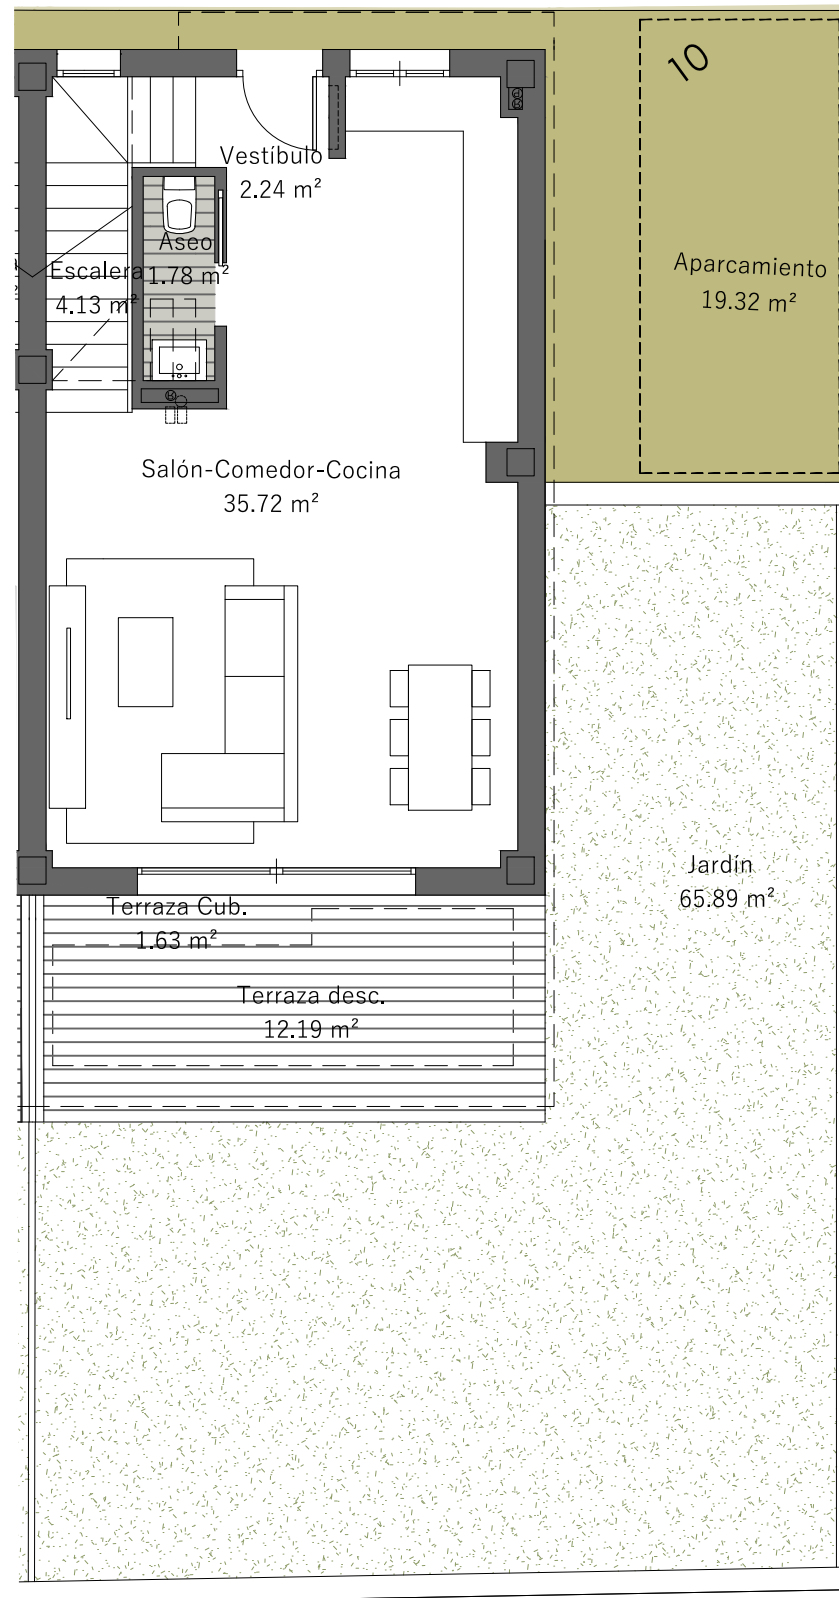 10
Vestíbulo
2.24 m²
Aseo
1.78 m²
Escalera
4.13 m²
Aparcamiento
19.32 m²
Salón-Comedor-Cocina
35.72 m²
Jardín
65.89 m²
Terraza Cub.
1.63 m²
Terraza desc.
12.19 m²